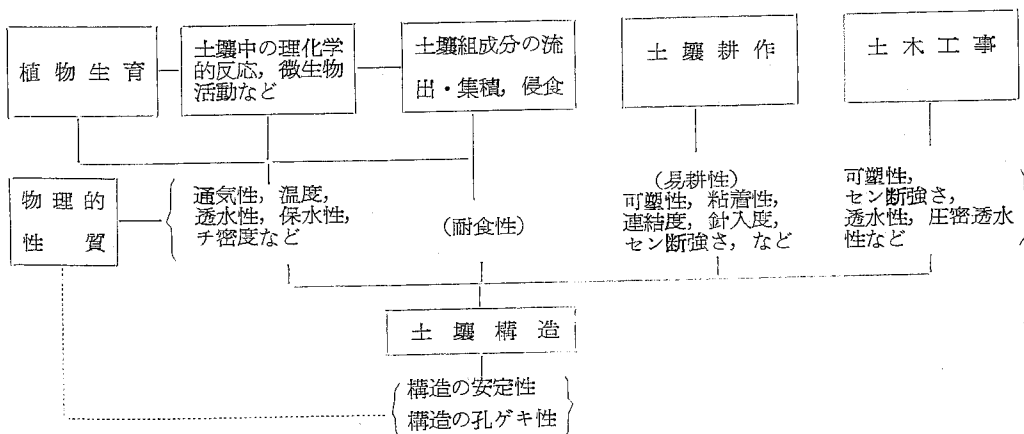 植物生育
土壤中の理化学
的反応，微生物
活動など
土壤組成分の流
出・集積，侵食
土壤耕作
土木工事
物理的
性質
通気性，温度，
透水性，保水性，
チ密度など
(耐食性)
(易耕性)
可塑性，粘着性，
連結度，針入度，
セン断強さ，など
可塑性，
セン断強さ，
透水性，圧密透水
性など
土壤構造
構造の安定性
構造の孔ゲキ性